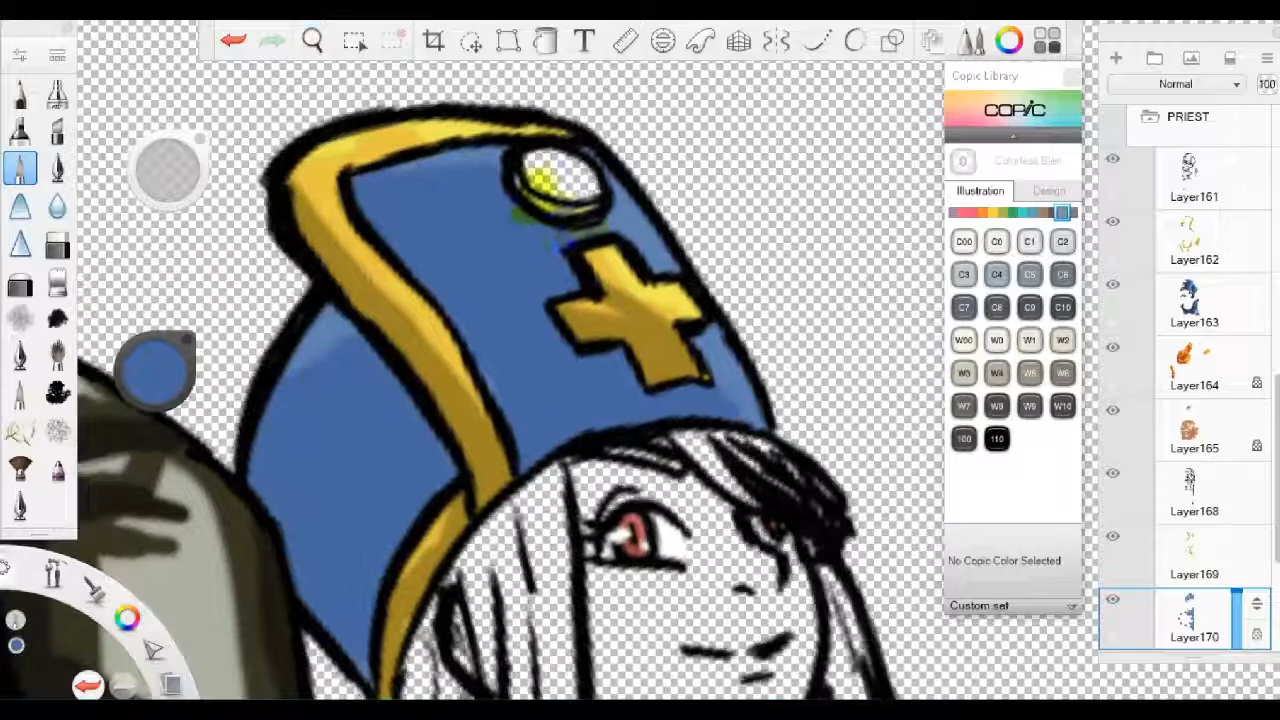 Copic Library
COPIC
0 Colorless Blen
Illustration Design
C00 C0 C1 C2
C3 C4 C5 C6
C7 C8 C9 C10
W00 W0 W1 W2
W3 W4 W5 W6
W7 W8 W9 W10
100 110
No Copic Color Selected
Custom set
Normal 100
PRIEST
Layer161
Layer162
Layer163
Layer164
Layer165
Layer168
Layer169
Layer170